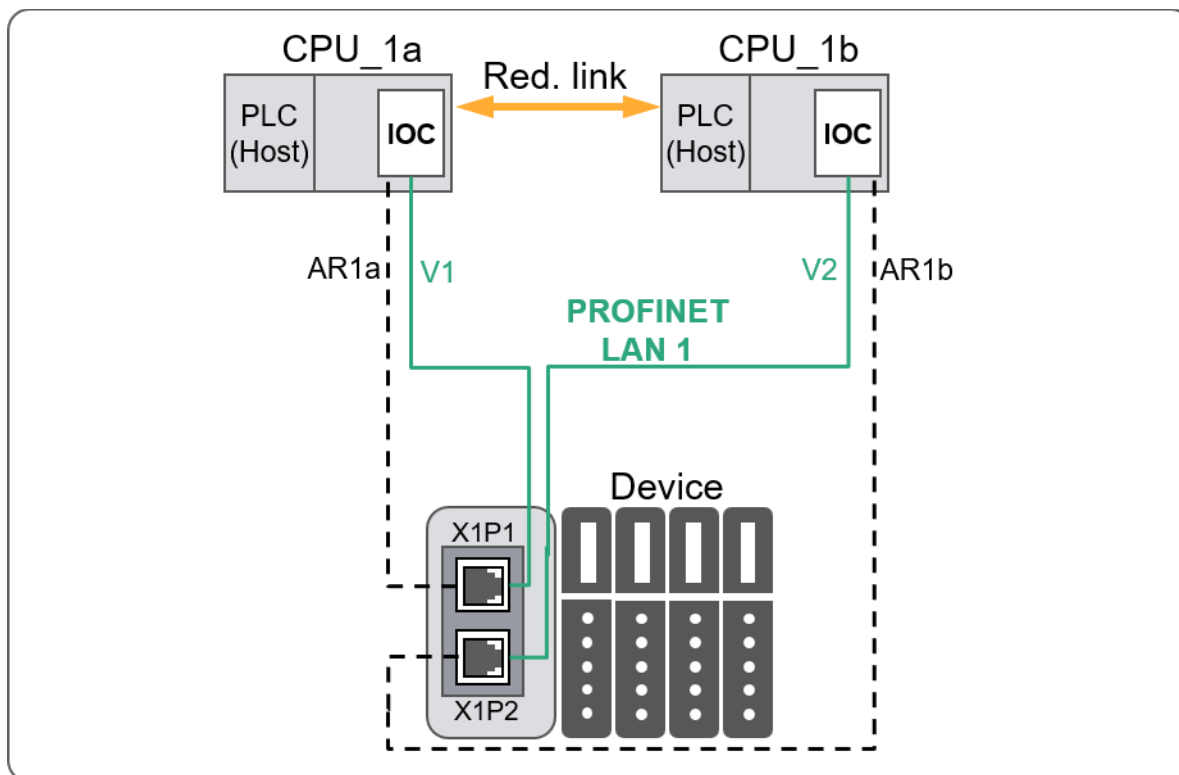 CPU_1a
CPU_1b
Red. link
PLC
(Host)
IOC
PLC
(Host)
IOC
AR1a
V1
V2
AR1b
PROFINET
LAN 1
Device
X1P1
X1P2